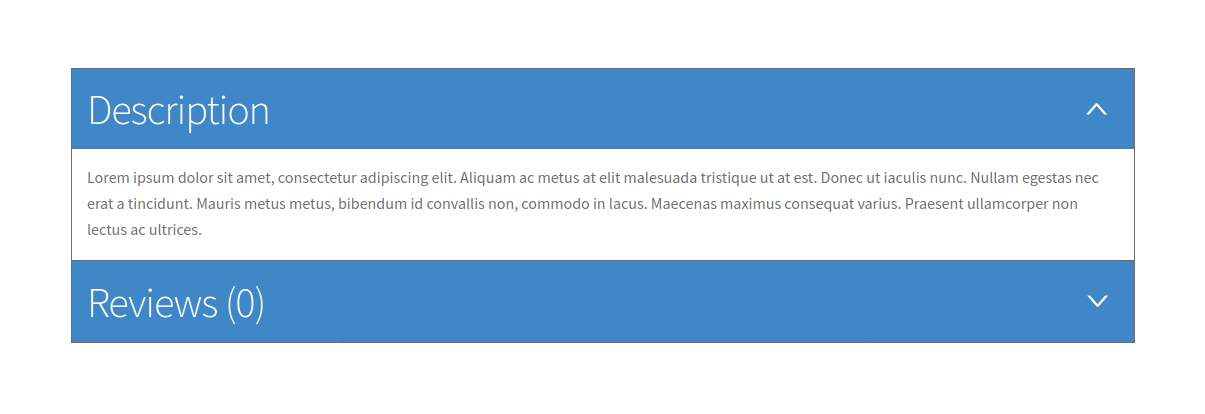 Description
Lorem ipsum dolor sit amet, consectetur adipiscing elit. Aliquam ac metus at elit malesuada tristique ut at est. Donec ut iaculis nunc. Nullam egestas nec
erat a tincidunt. Mauris metus metus, bibendum id convallis non, commodo in lacus. Maecenas maximus consequat varius. Praesent ullamcorper non
lectus ac ultrices.
Reviews (0)